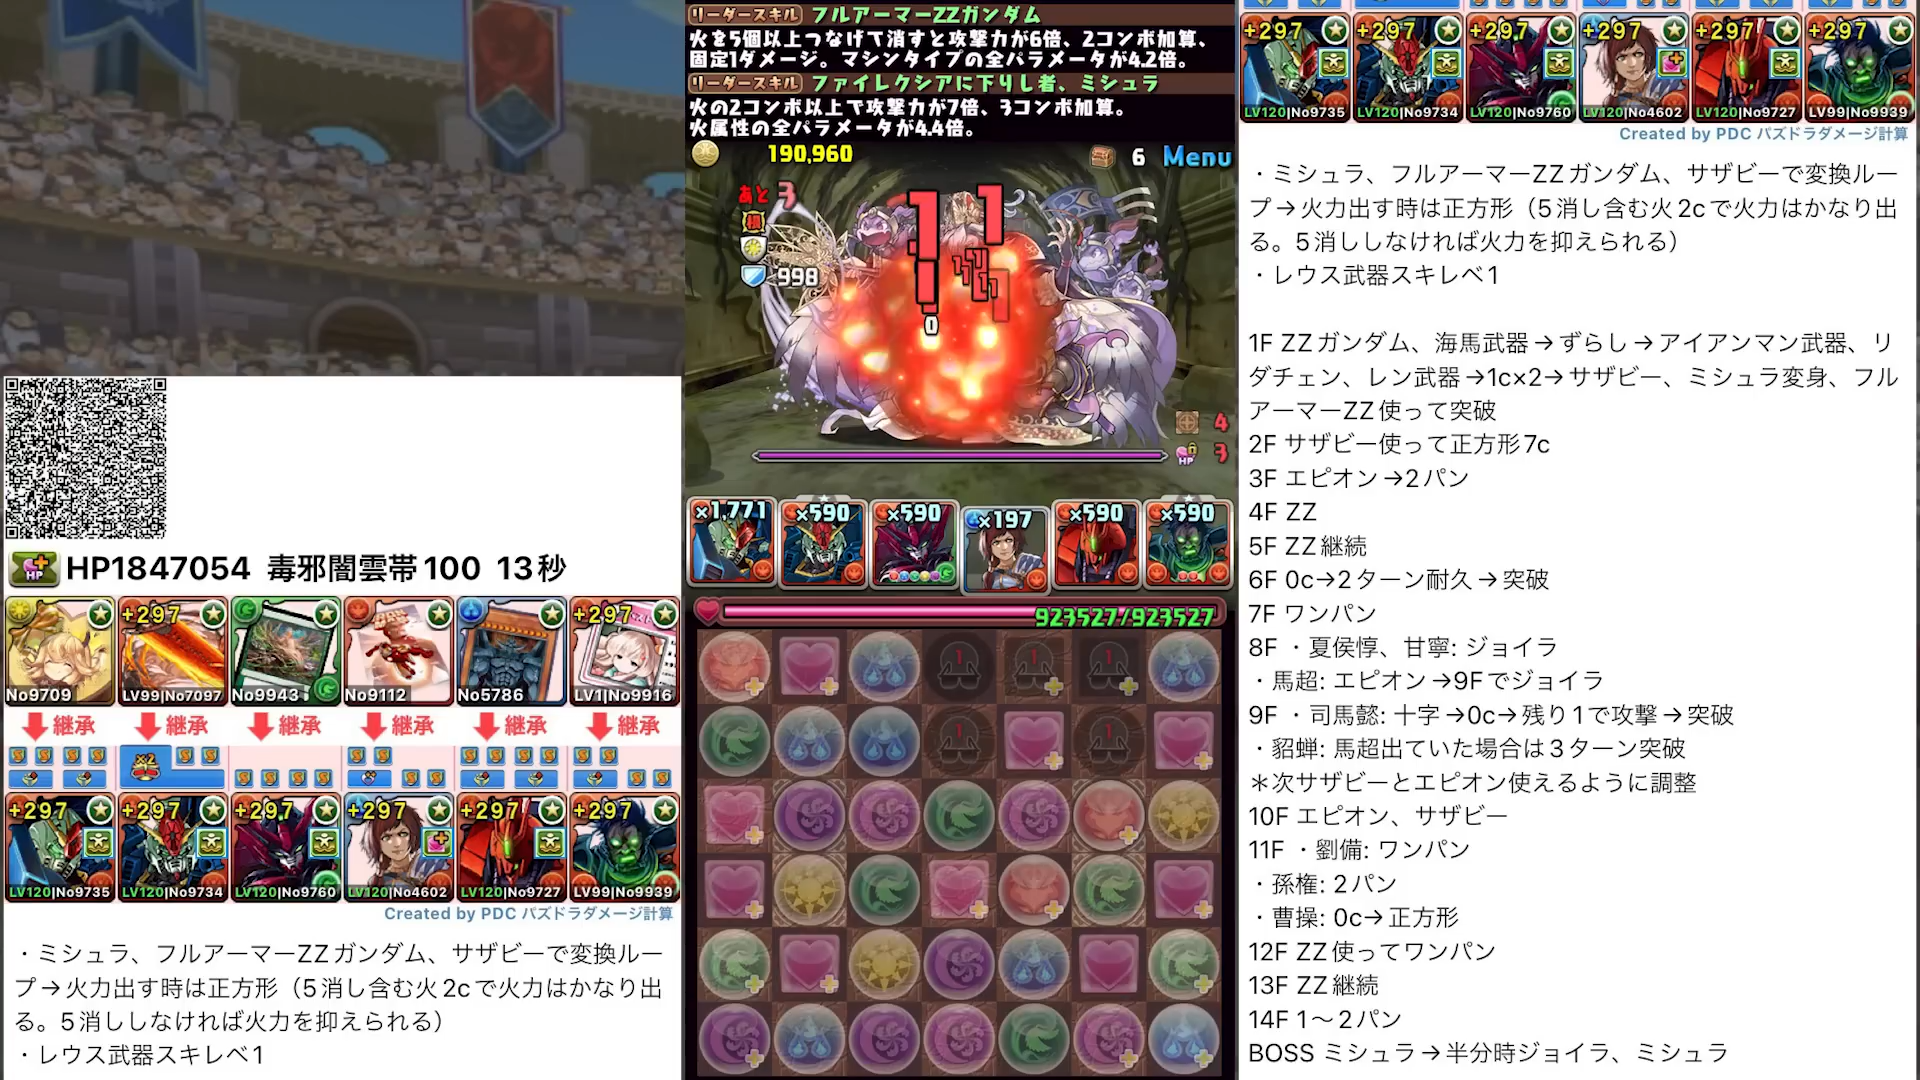 HP1847054 毒邪闇雲帯100 13秒
No9709
+297
LV99|No7097
No9943
No9112
No5786
+297
LV1|No9916
継承 継承 継承 継承 継承 継承
×2
+297 +297 +297 +297 +297 +297
LV120|No9735 LV120|No9734 LV120|No9760 LV120|No4602 LV120|No9727 LV99|No9939
Created by PDC パズドラダメージ計算
・ミシュラ、フルアーマーZZガンダム、サザビーで変換ルー
プ→火力出す時は正方形（5消し含む火2cで火力はかなり出
る。5消ししなければ火力を抑えられる）
・レウス武器スキレベ1
リーダースキル フルアーマーZZガンダム
火を5個以上つなげて消すと攻撃力が6倍、2コンボ加算、
固定1ダメージ。マシンタイプの全パラメータが4.2倍。
リーダースキル ファイレクシアに下りし者、ミシュラ
火の2コンボ以上で攻撃力が7倍、3コンボ加算。
火属性の全パラメータが4.4倍。
190,960
6 Menu
あと3
998
1 1
0
4
HP 3
×1,771 ×590 ×590 ×197 ×590 ×590
923527/923527
+297 +297 +297 +297 +297 +297
LV120|No9735 LV120|No9734 LV120|No9760 LV120|No4602 LV120|No9727 LV99|No9939
Created by PDC パズドラダメージ計算
・ミシュラ、フルアーマーZZガンダム、サザビーで変換ルー
プ→火力出す時は正方形（5消し含む火2cで火力はかなり出
る。5消ししなければ火力を抑えられる）
・レウス武器スキレベ1
1F ZZガンダム、海馬武器→ずらし→アイアンマン武器、リ
ダチェン、レン武器→1c×2→サザビー、ミシュラ変身、フル
アーマーZZ使って突破
2F サザビー使って正方形7c
3F エピオン→2パン
4F ZZ
5F ZZ継続
6F 0c→2ターン耐久→突破
7F ワンパン
8F ・夏侯惇、甘寧: ジョイラ
・馬超: エピオン→9Fでジョイラ
9F ・司馬懿: 十字→0c→残り1で攻撃→突破
・貂蝉: 馬超出ていた場合は3ターン突破
＊次サザビーとエピオン使えるように調整
10F エピオン、サザビー
11F ・劉備: ワンパン
・孫権: 2パン
・曹操: 0c→正方形
12F ZZ使ってワンパン
13F ZZ継続
14F 1〜2パン
BOSS ミシュラ→半分時ジョイラ、ミシュラ